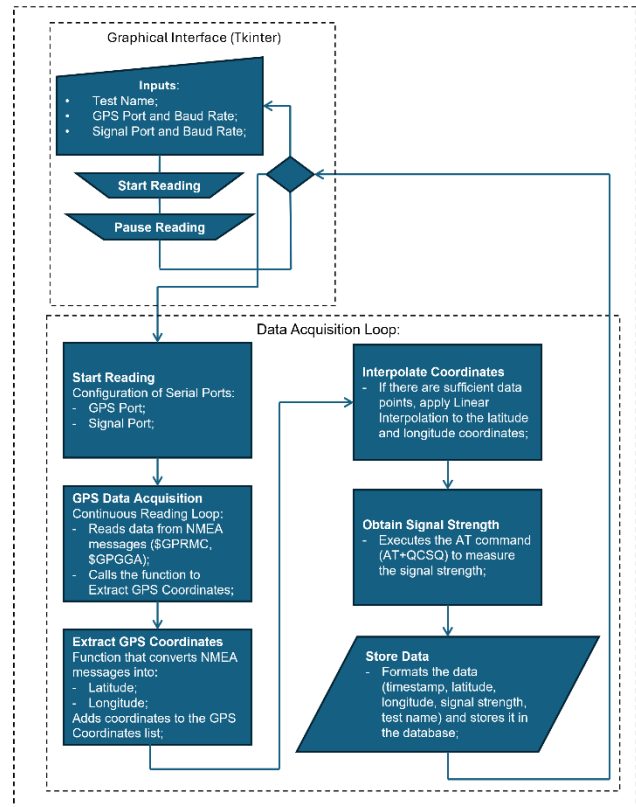 Graphical Interface (Tkinter)
Inputs:
• Test Name;
• GPS Port and Baud Rate;
• Signal Port and Baud Rate;
Start Reading
Pause Reading
Data Acquisition Loop:
Start Reading
Configuration of Serial Ports:
- GPS Port;
- Signal Port;
GPS Data Acquisition
Continuous Reading Loop:
- Reads data from NMEA
messages ($GPRMC,
$GPGGA);
- Calls the function to
Extract GPS Coordinates;
Extract GPS Coordinates
Function that converts NMEA
messages into:
- Latitude;
- Longitude;
Adds coordinates to the GPS
Coordinates list;
Interpolate Coordinates
- If there are sufficient data
points, apply Linear
Interpolation to the latitude
and longitude coordinates;
Obtain Signal Strength
- Executes the AT command
(AT+QCSQ) to measure
the signal strength;
Store Data
- Formats the data
(timestamp, latitude,
longitude, signal strength,
test name) and stores it in
the database;